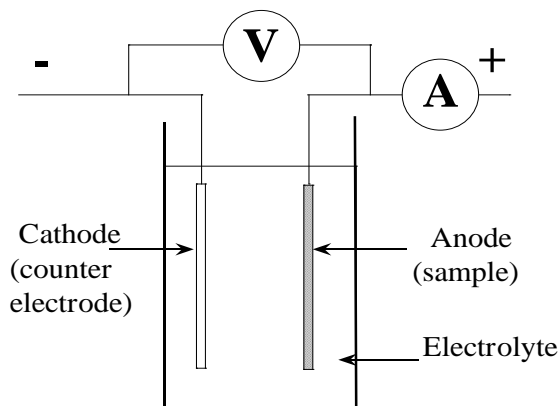 V
-
+
A
Cathode
(counter
electrode)
Anode
(sample)
Electrolyte